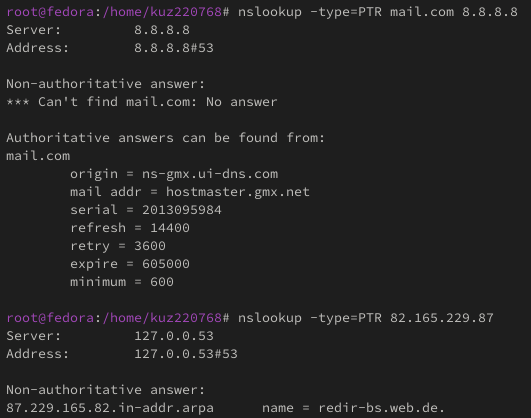 root@fedora:/home/kuz220768# nslookup -type=PTR mail.com 8.8.8.8
Server:         8.8.8.8
Address:        8.8.8.8#53

Non-authoritative answer:
*** Can't find mail.com: No answer

Authoritative answers can be found from:
mail.com
        origin = ns-gmx.ui-dns.com
        mail addr = hostmaster.gmx.net
        serial = 2013095984
        refresh = 14400
        retry = 3600
        expire = 605000
        minimum = 600

root@fedora:/home/kuz220768# nslookup -type=PTR 82.165.229.87
Server:         127.0.0.53
Address:        127.0.0.53#53

Non-authoritative answer:
87.229.165.82.in-addr.arpa      name = redir-bs.web.de.